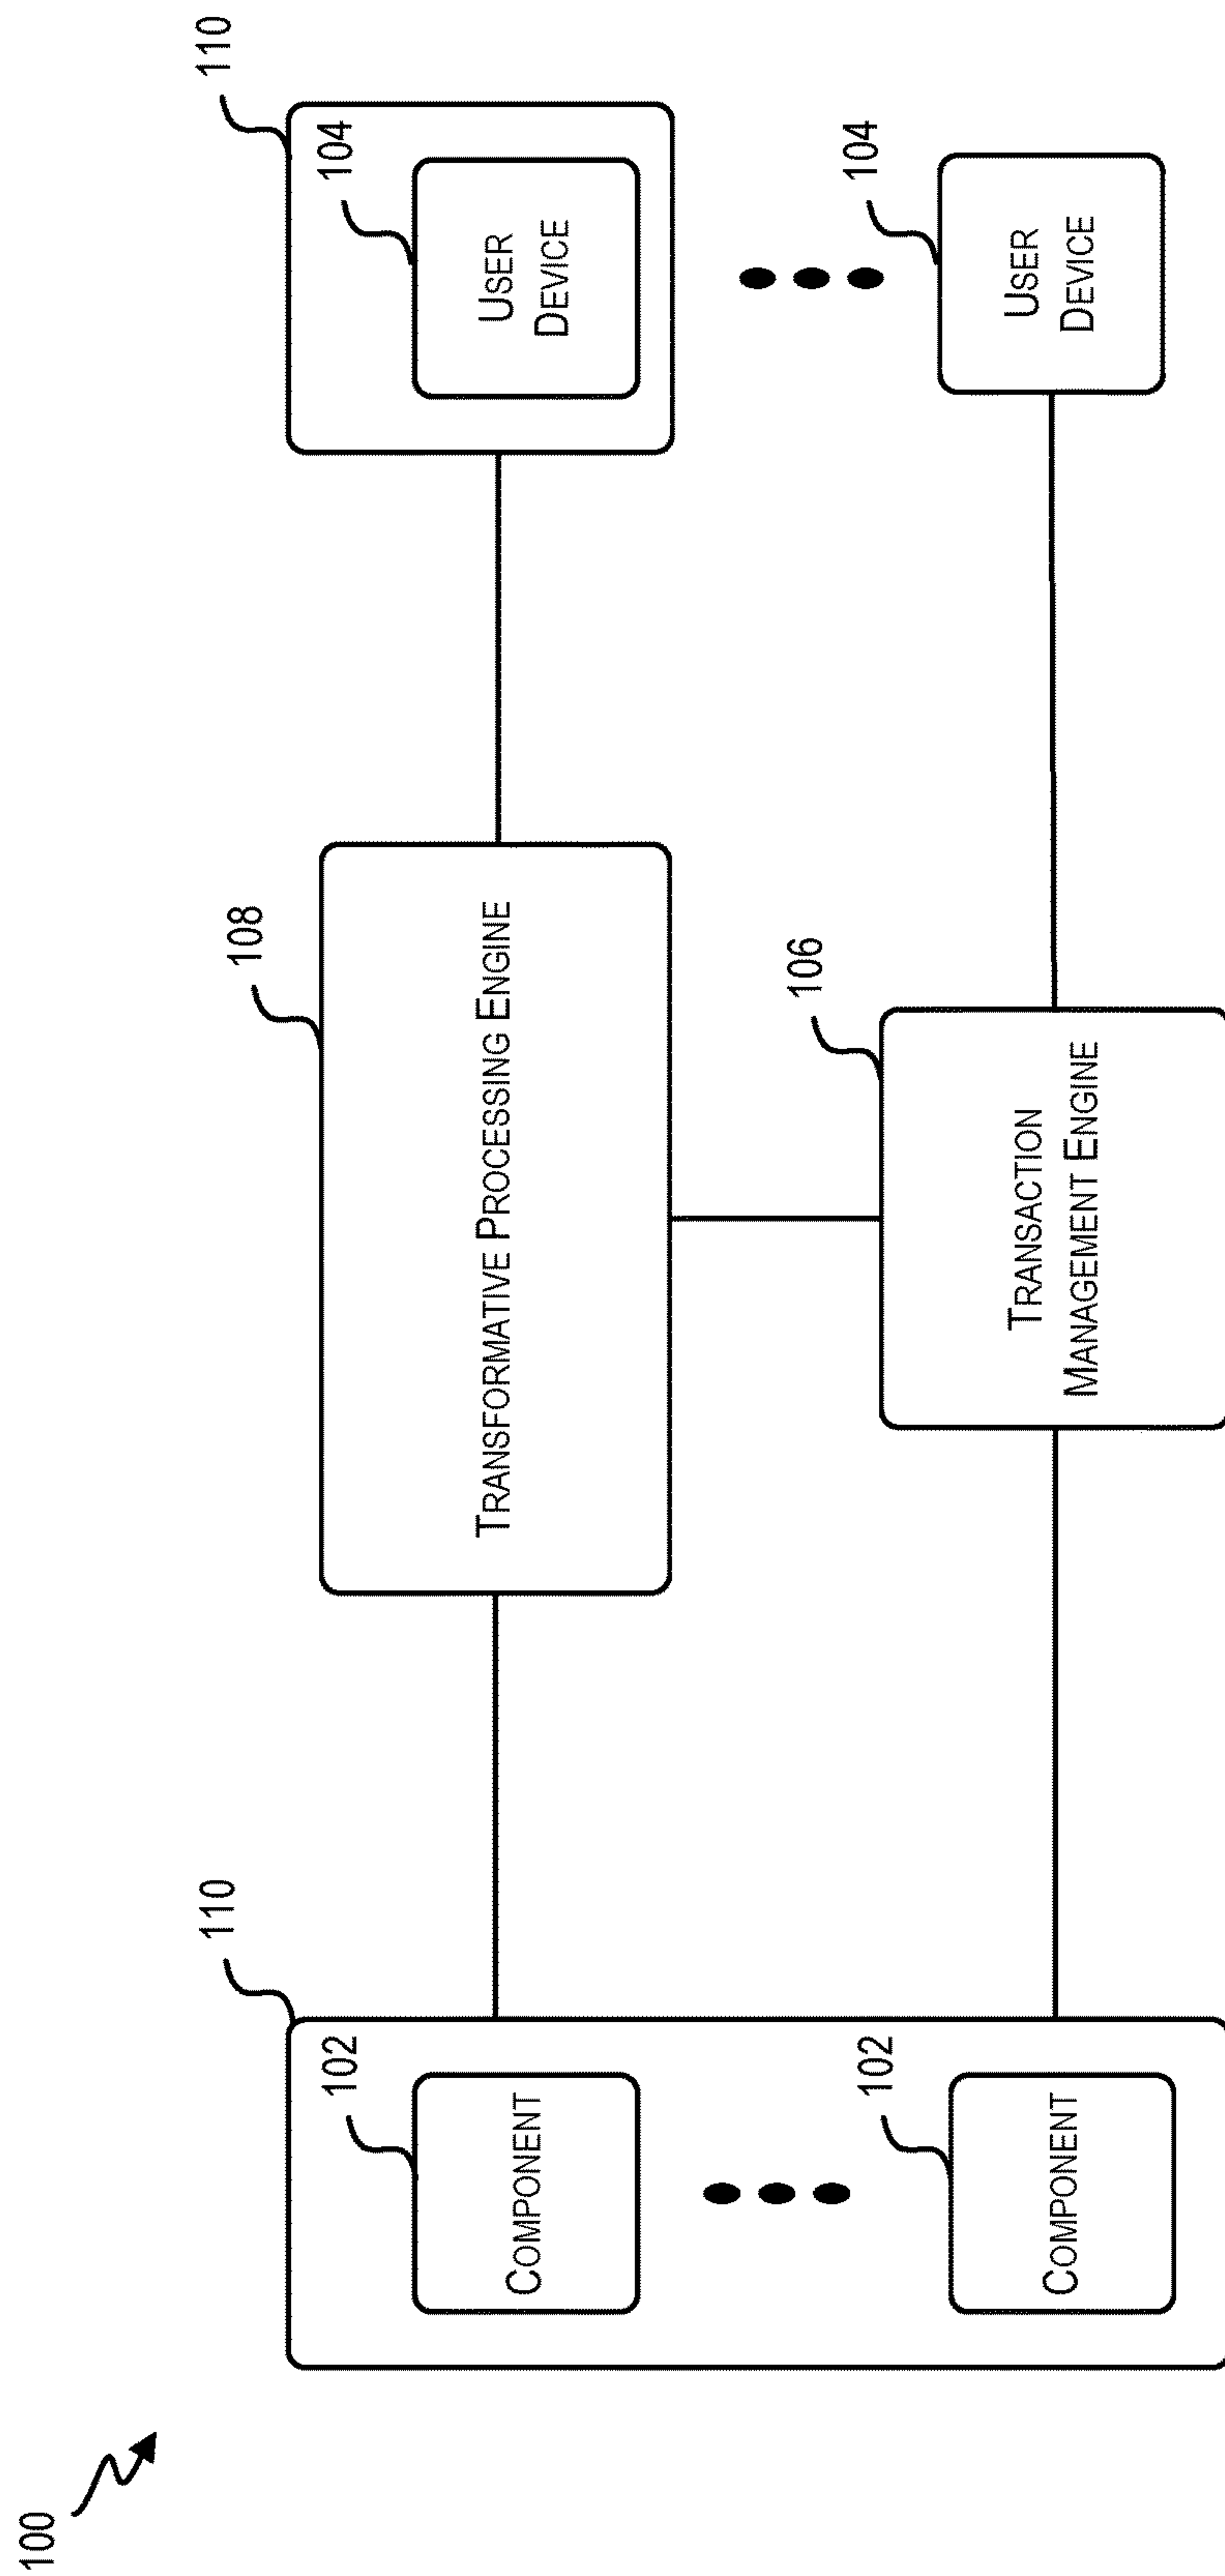 100
110
102
COMPONENT
102
COMPONENT
108
TRANSFORMATIVE PROCESSING ENGINE
106
TRANSACTION
MANAGEMENT ENGINE
110
104
USER
DEVICE
104
USER
DEVICE